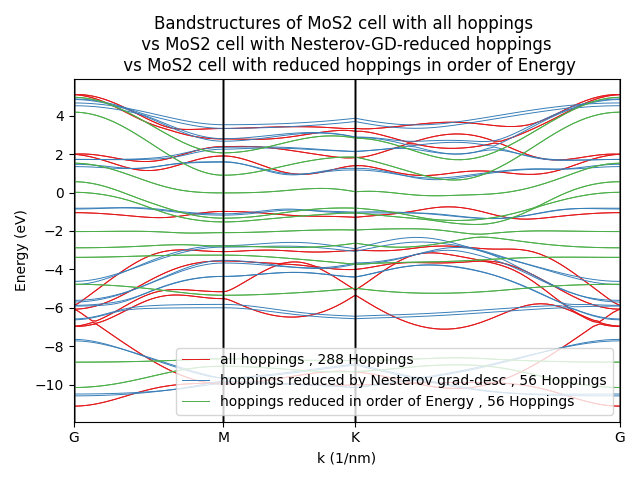 Bandstructures of MoS2 cell with all hoppings
vs MoS2 cell with Nesterov-GD-reduced hoppings
vs MoS2 cell with reduced hoppings in order of Energy
Energy (eV)
4
2
0
−2
−4
−6
−8
−10
all hoppings , 288 Hoppings
hoppings reduced by Nesterov grad-desc , 56 Hoppings
hoppings reduced in order of Energy , 56 Hoppings
G M K G
k (1/nm)